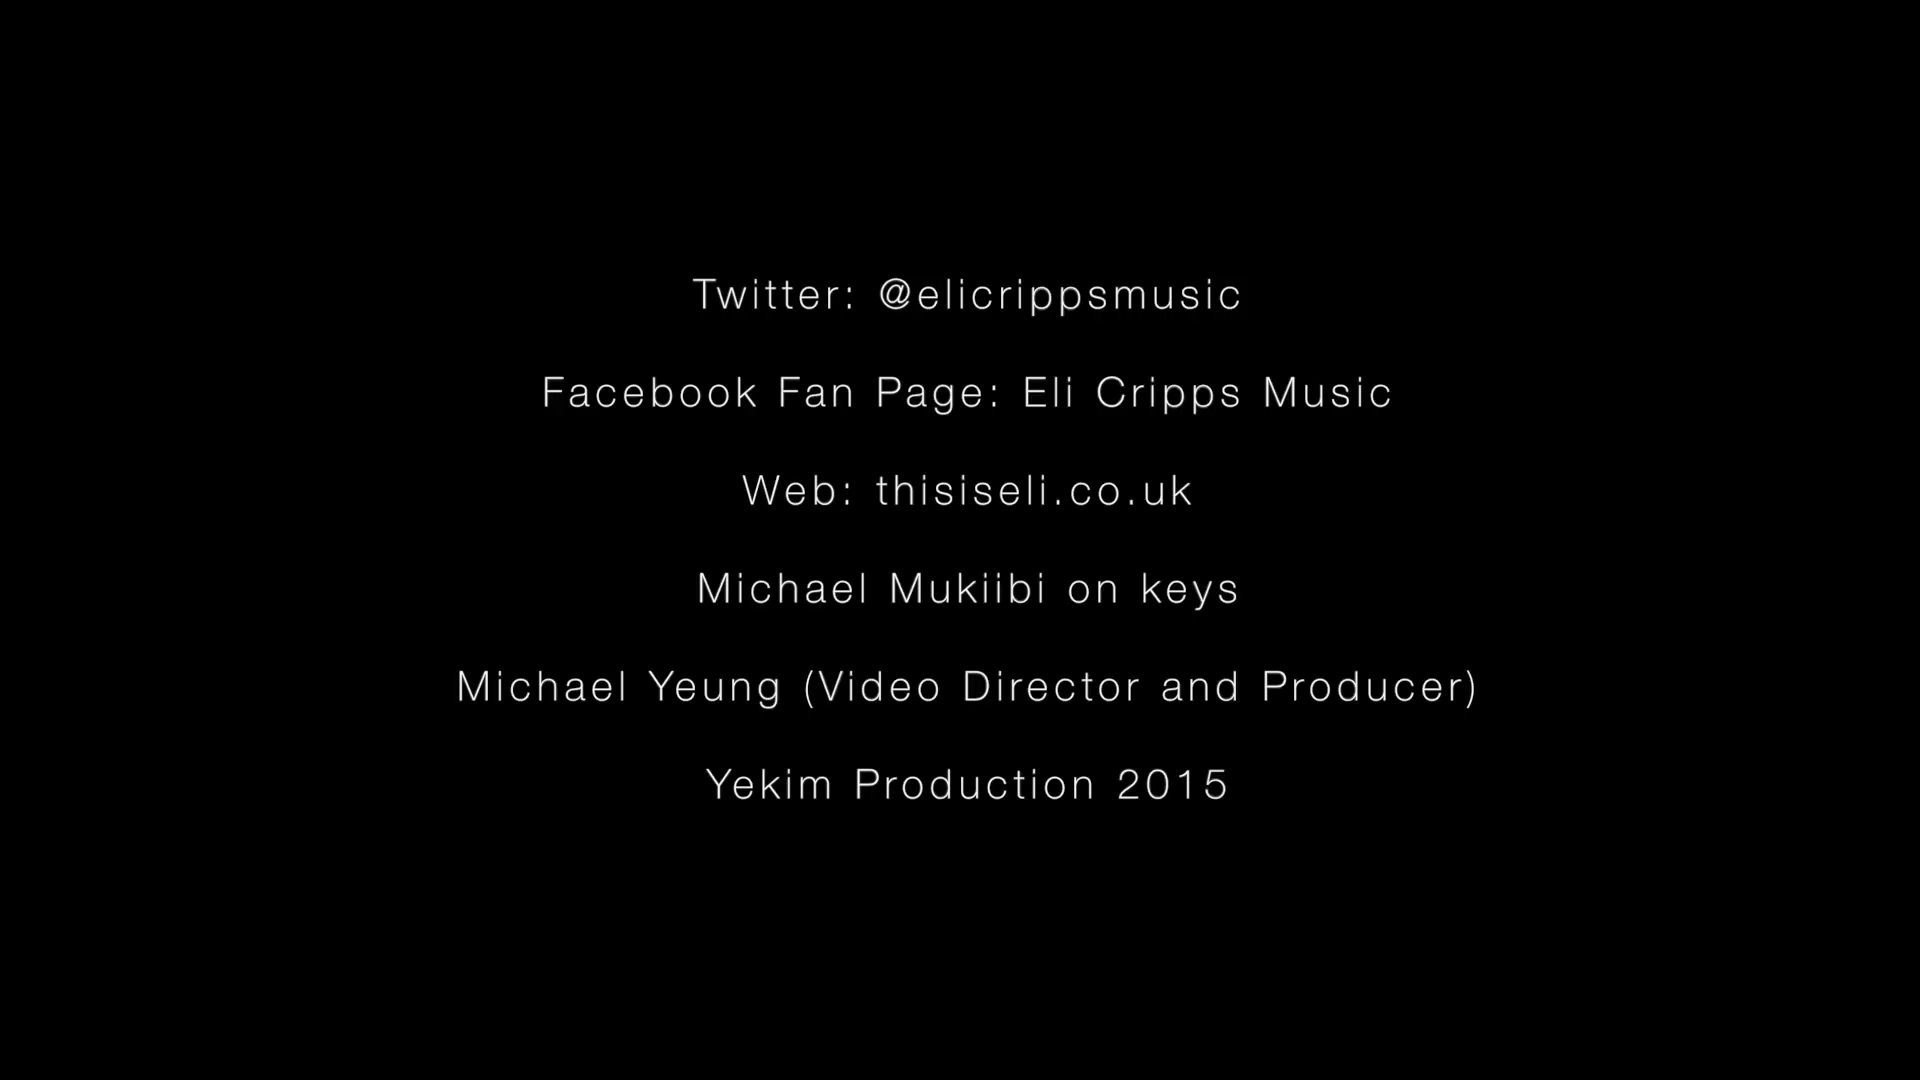 Twitter: @elicrippsmusic
Facebook Fan Page: Eli Cripps Music
Web: thisiseli.co.uk
Michael Mukiibi on keys
Michael Yeung (Video Director and Producer)
Yekim Production 2015